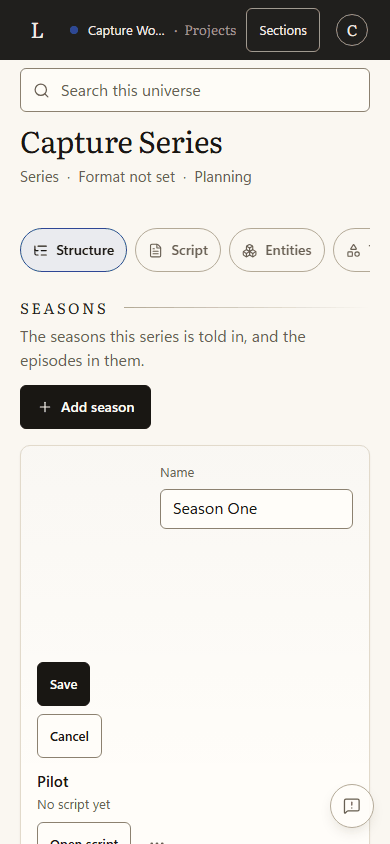 L
Capture Wo... · Projects
Sections
C
Search this universe
Capture Series
Series · Format not set · Planning
Structure
Script
Entities
SEASONS
The seasons this series is told in, and the
episodes in them.
Add season
Name
Season One
Save
Cancel
Pilot
No script yet
Open script